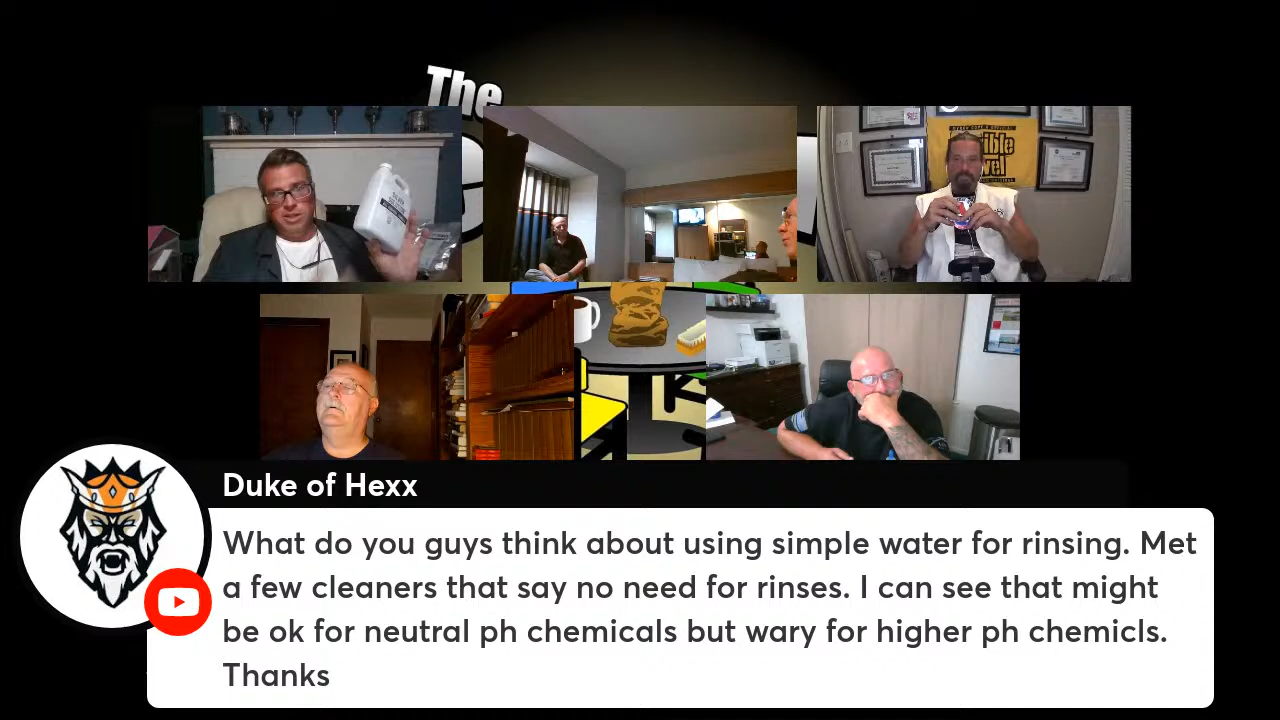 The
Duke of Hexx
What do you guys think about using simple water for rinsing. Met
a few cleaners that say no need for rinses. I can see that might
be ok for neutral ph chemicals but wary for higher ph chemicls.
Thanks